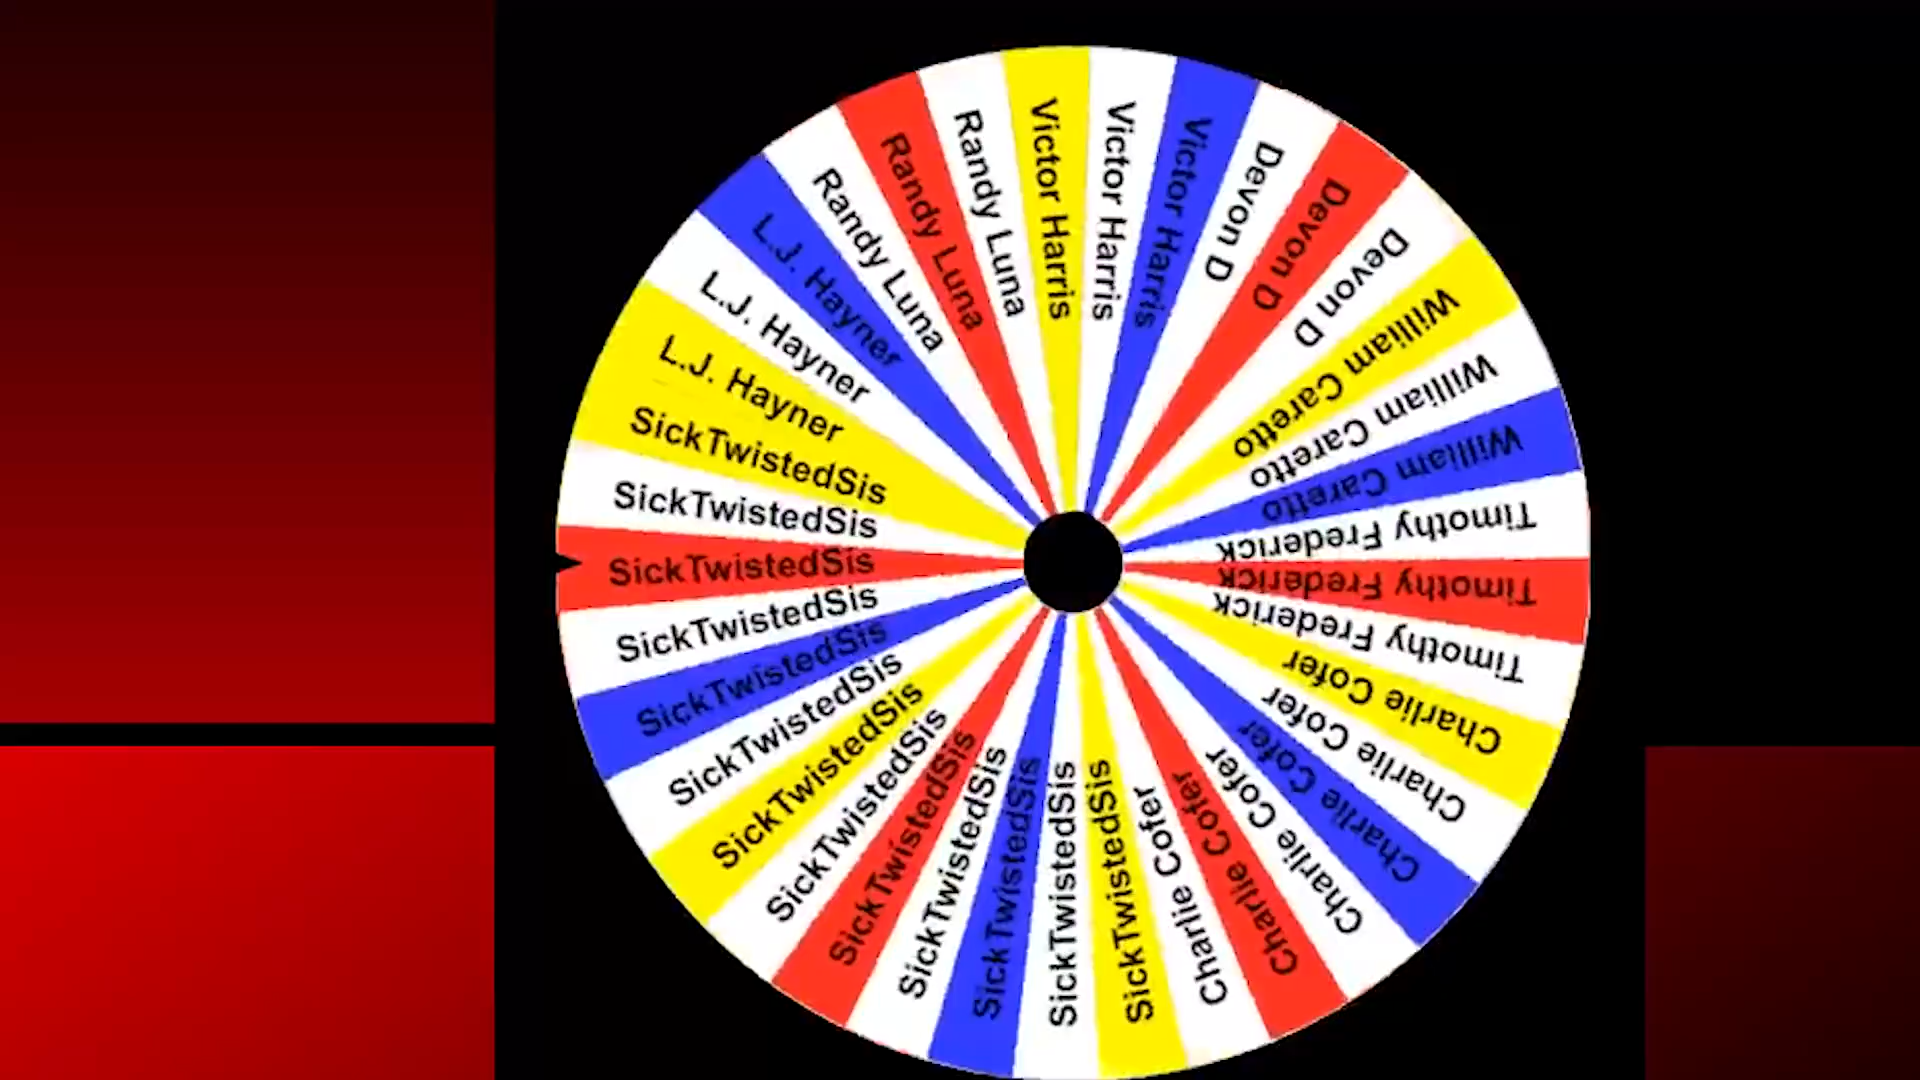 Victor Harris
Victor Harris
Victor Harris
Devon D
Devon D
Devon D
William Caretto
William Caretto
William Caretto
Timothy Frederick
Timothy Frederick
Timothy Frederick
Charlie Cofer
Charlie Cofer
Charlie Cofer
Charlie Cofer
Charlie Cofer
Charlie Cofer
SickTwistedSis
SickTwistedSis
SickTwistedSis
SickTwistedSis
SickTwistedSis
SickTwistedSis
SickTwistedSis
SickTwistedSis
SickTwistedSis
SickTwistedSis
SickTwistedSis
SickTwistedSis
SickTwistedSis
L.J. Hayner
L.J. Hayner
L.J. Hayner
Randy Luna
Randy Luna
Randy Luna